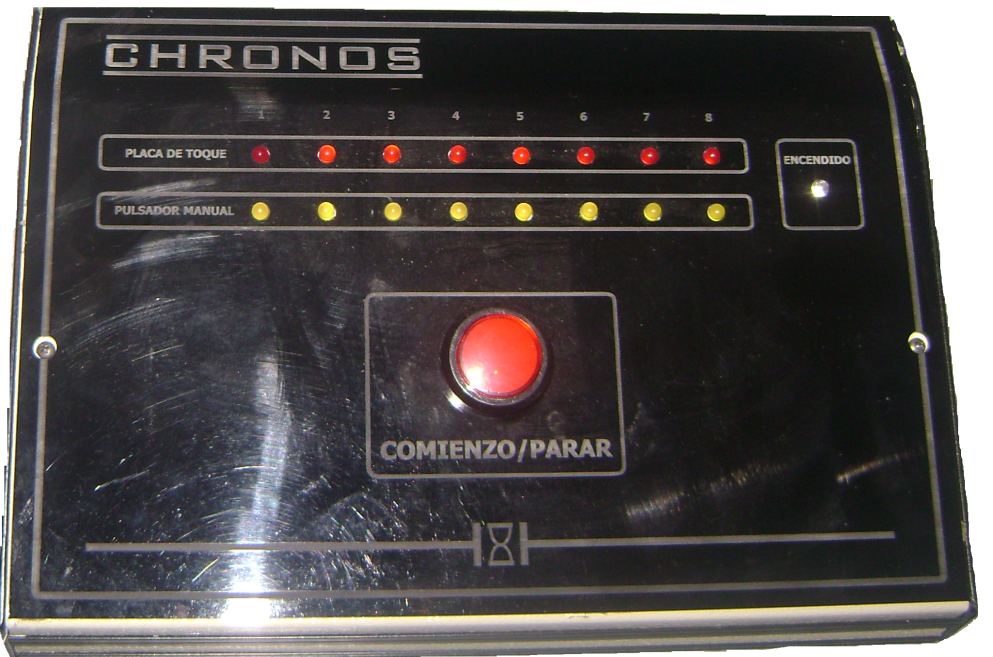 CHRONOS
1 2 3 4 5 6 7 8
PLACA DE TOQUE
ENCENDIDO
PULSADOR MANUAL
COMIENZO/PARAR